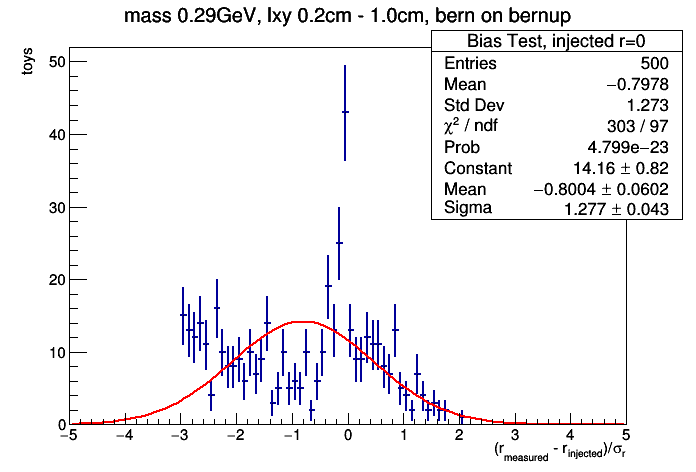 mass 0.29GeV, lxy 0.2cm - 1.0cm, bern on bernup
Bias Test, injected r=0
Entries 500
Mean −0.7978
Std Dev 1.273
χ² / ndf 303 / 97
Prob 4.799e−23
Constant 14.16 ± 0.82
Mean −0.8004 ± 0.0602
Sigma 1.277 ± 0.043
toys
50
40
30
20
10
0
−5 −4 −3 −2 −1 0 1 2 3 4 5
(r_measured - r_injected)/σ_r